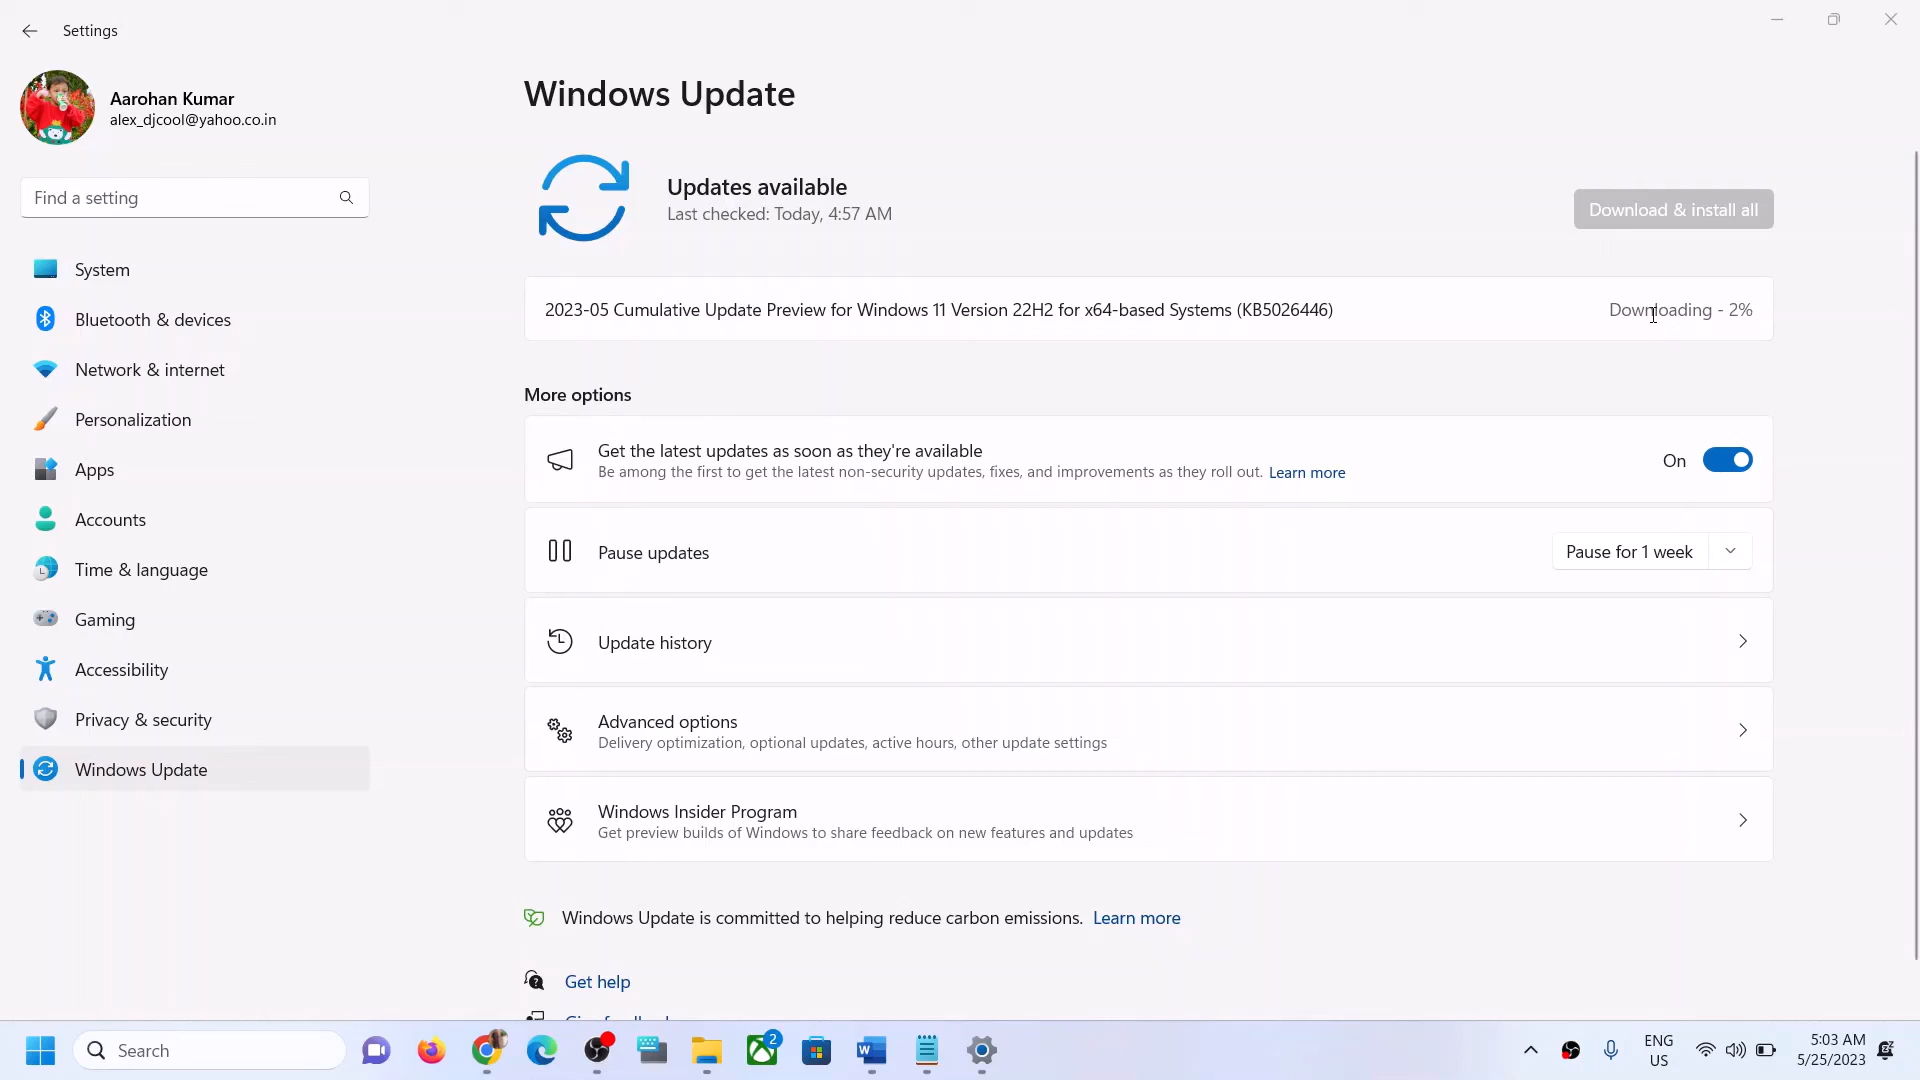 Settings
Aarohan Kumar
alex_djcool@yahoo.co.in
Find a setting
System
Bluetooth & devices
Network & internet
Personalization
Apps
Accounts
Time & language
Gaming
Accessibility
Privacy & security
Windows Update
Windows Update
Updates available
Last checked: Today, 4:57 AM
Download & install all
2023-05 Cumulative Update Preview for Windows 11 Version 22H2 for x64-based Systems (KB5026446)
Downloading - 2%
More options
Get the latest updates as soon as they're available
Be among the first to get the latest non-security updates, fixes, and improvements as they roll out. Learn more
On
Pause updates
Pause for 1 week
Update history
Advanced options
Delivery optimization, optional updates, active hours, other update settings
Windows Insider Program
Get preview builds of Windows to share feedback on new features and updates
Windows Update is committed to helping reduce carbon emissions. Learn more
Get help
Search
2
ENG
US
5:03 AM
5/25/2023